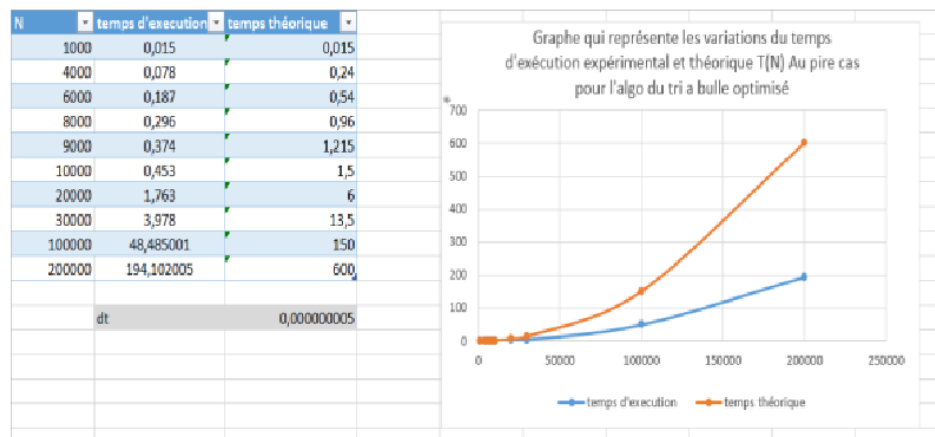 N temps d'execution temps théorique
1000 0,015 0,015
4000 0,078 0,24
6000 0,187 0,54
8000 0,296 0,96
9000 0,374 1,215
10000 0,453 1,5
20000 1,763 6
30000 3,978 13,5
100000 48,485001 150
200000 194,102005 600
dt 0,000000005
Graphe qui représente les variations du temps
d'exécution expérimental et théorique T(N) Au pire cas
pour l'algo du tri a bulle optimisé
700
600
500
400
300
200
100
0
0 50000 100000 150000 200000 250000
temps d'execution temps théorique